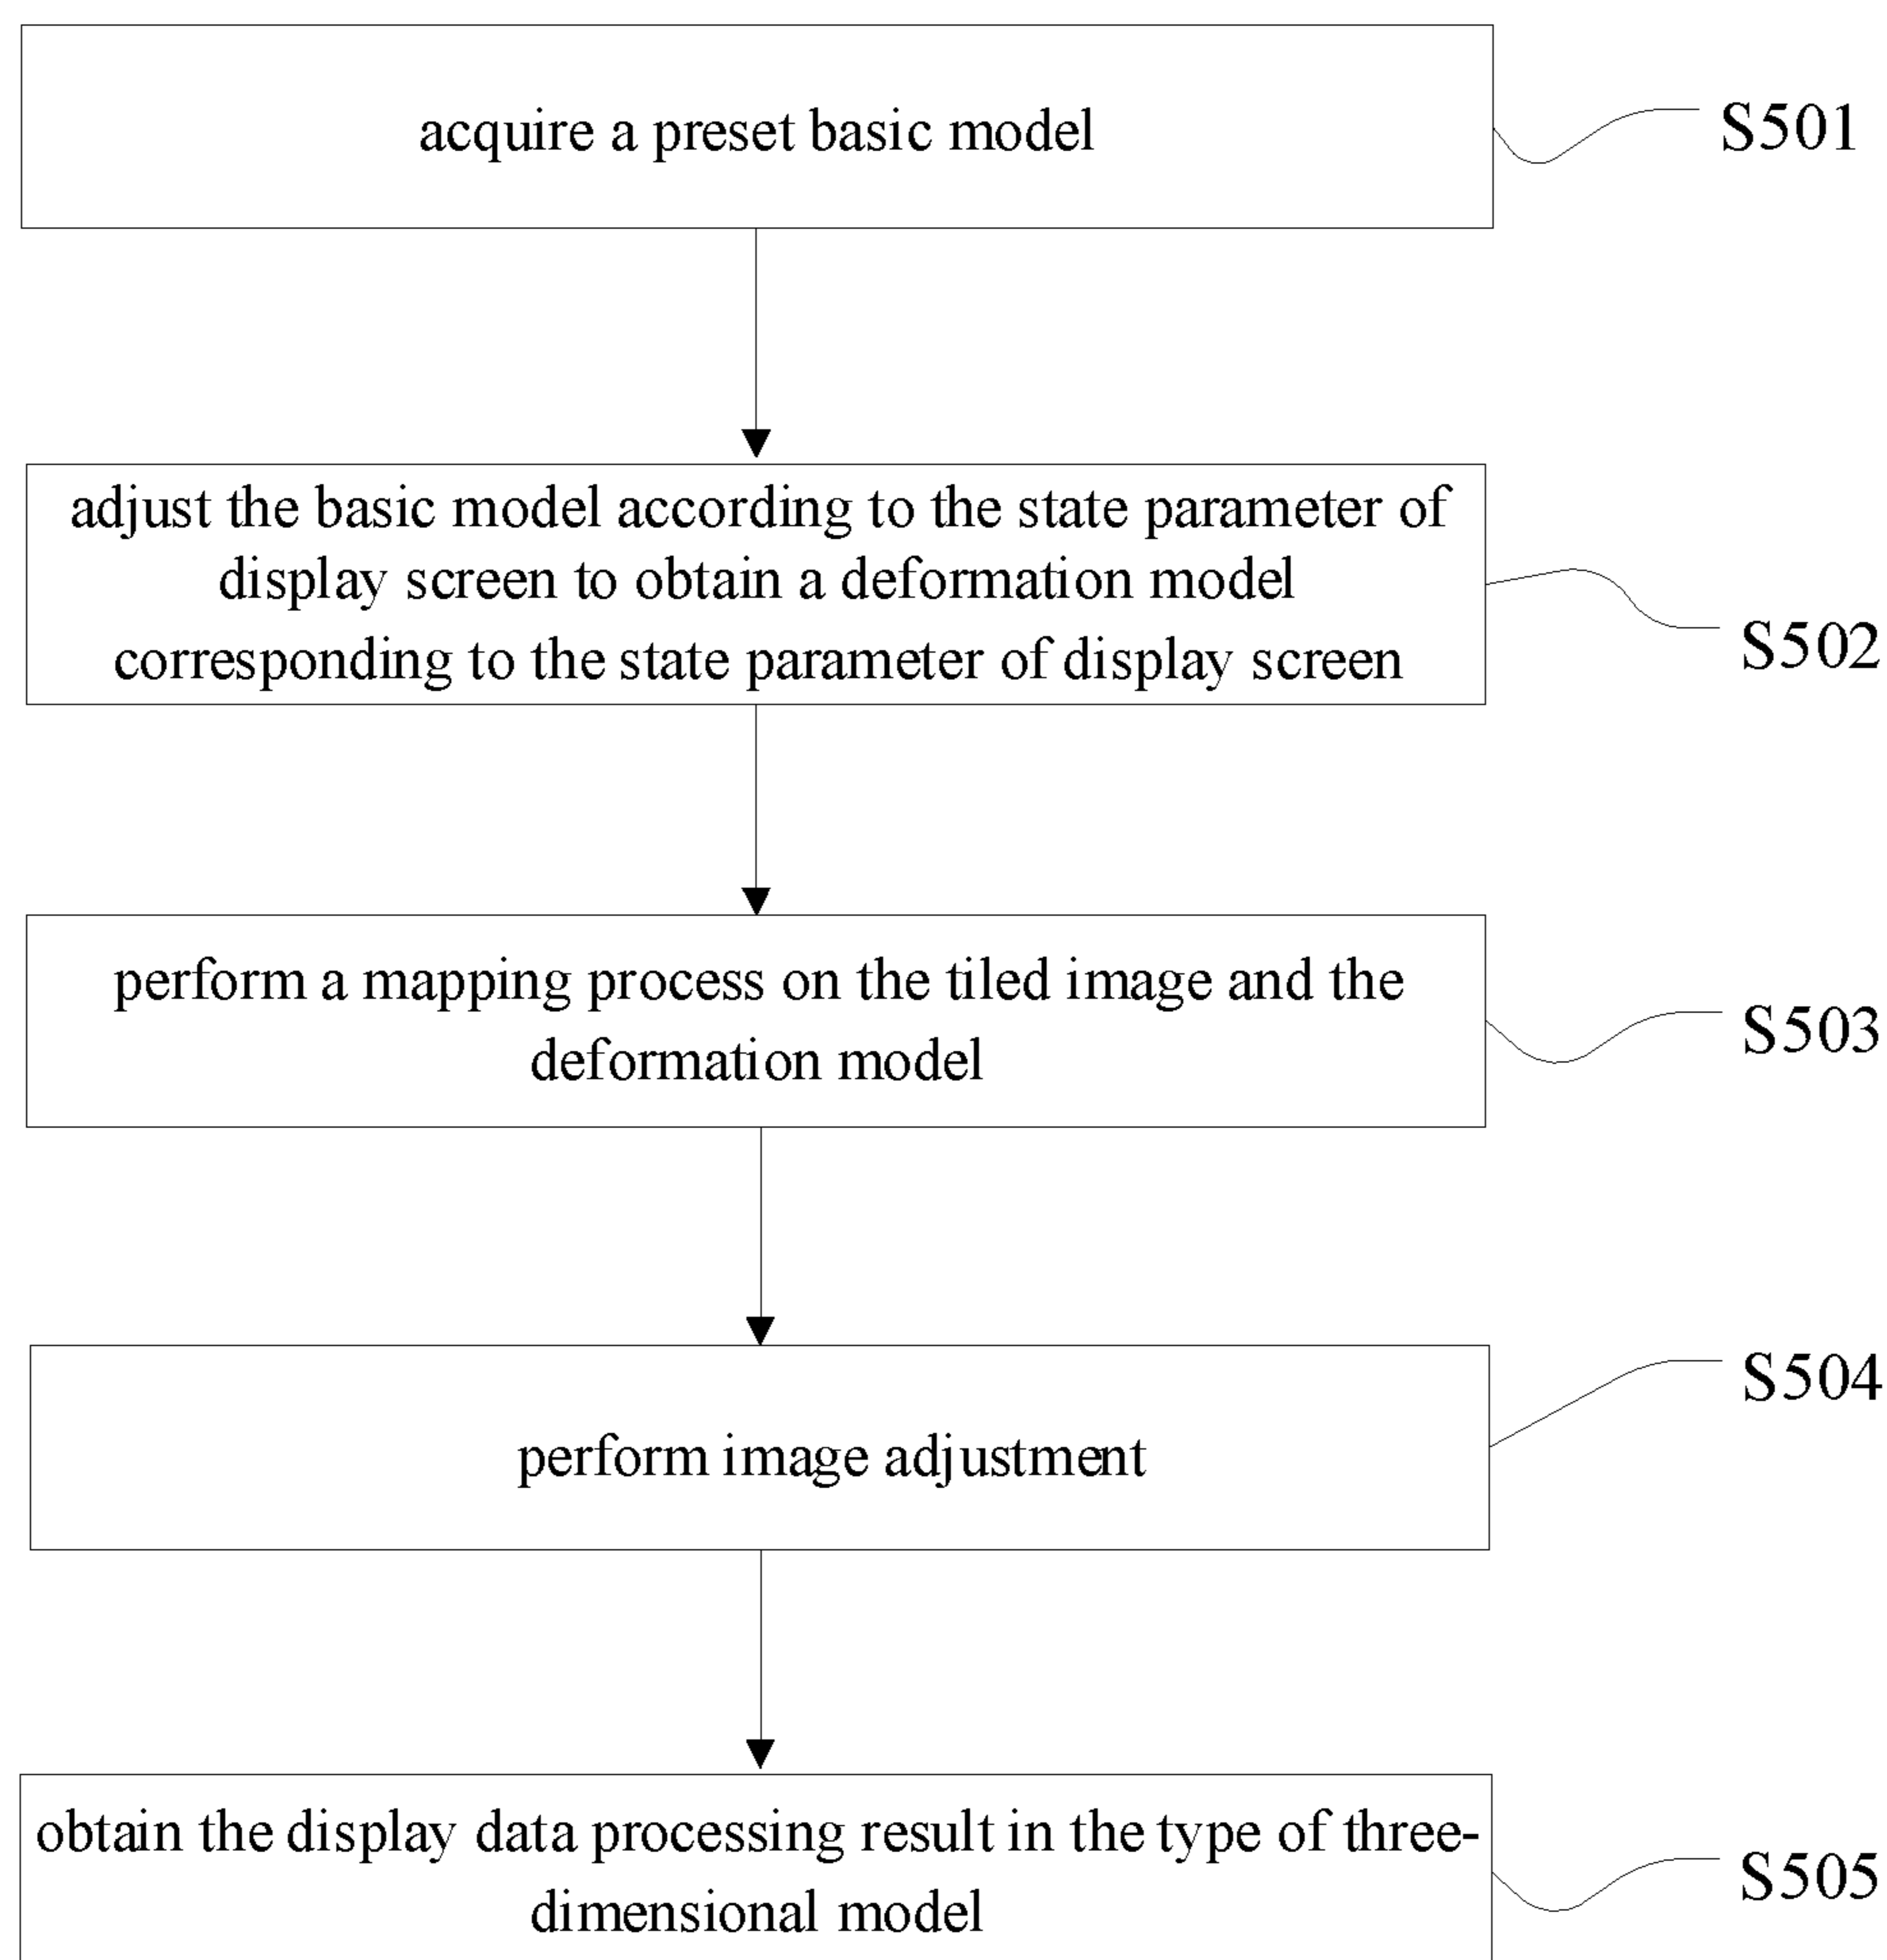 acquire a preset basic model
S501
adjust the basic model according to the state parameter of
display screen to obtain a deformation model
corresponding to the state parameter of display screen
S502
perform a mapping process on the tiled image and the
deformation model
S503
perform image adjustment
S504
obtain the display data processing result in the type of three-
dimensional model
S505